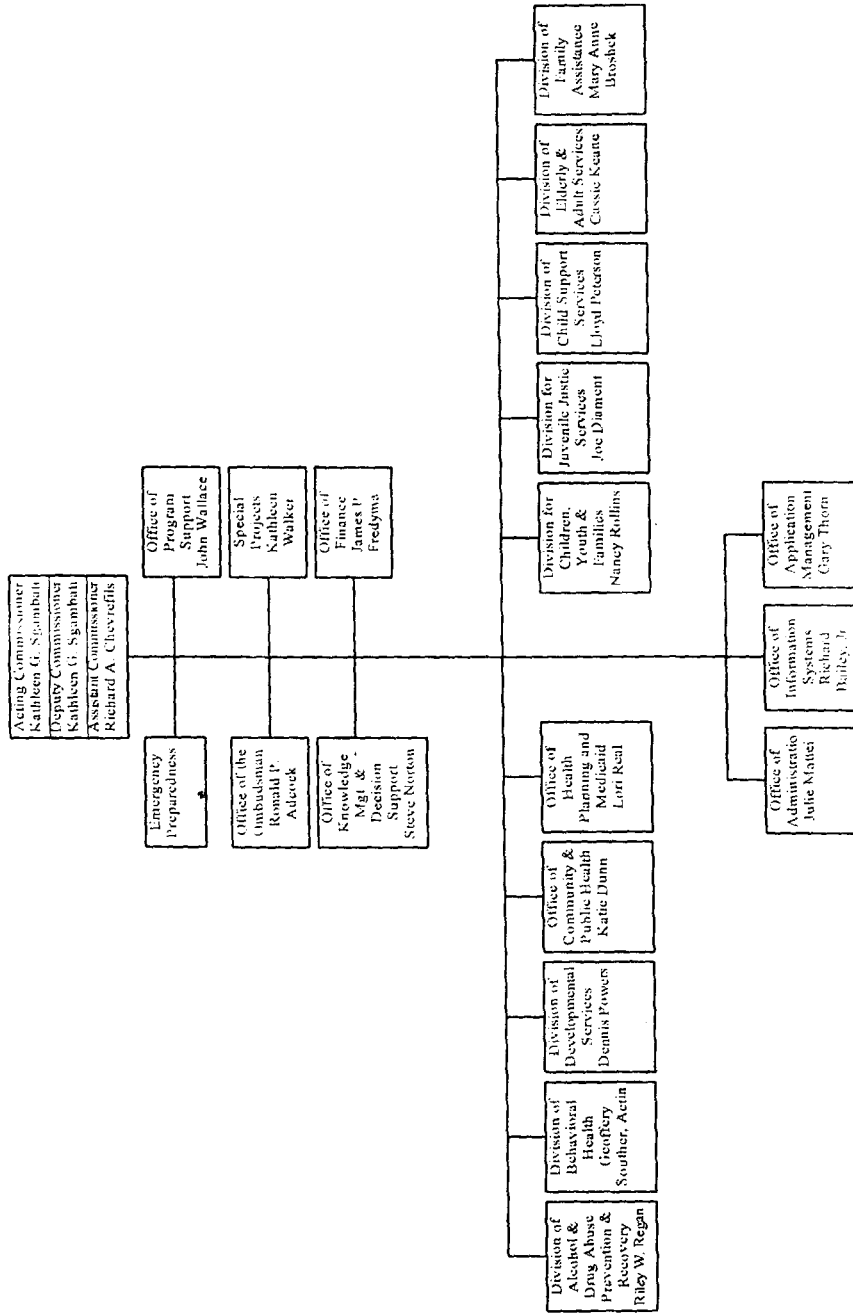 Acting Commissioner
Kathleen G. Sgambati
Deputy Commissioner
Kathleen G. Sgambati
Assistant Commissioner
Richard A. Chevrefils
Emergency
Preparedness
Office of
Program
Support
John Wallace
Office of the
Ombudsman
Ronald P.
Adcock
Special
Projects
Kathleen
Walker
Office of
Knowledge
Mgt &
Decision
Support
Steve Norton
Office of
Finance
James P
Fredyma
Division of
Alcohol &
Drug Abuse
Prevention &
Recovery
Riley W. Regan
Division of
Behavioral
Health
Geoffery
Souther, Actin
Division of
Developmental
Services
Dennis Powers
Office of
Community &
Public Health
Katie Dunn
Office of
Health
Planning and
Medicaid
Lori Real
Division for
Children,
Youth &
Families
Nancy Rollins
Division for
Juvenile Justic
Services
Joe Diament
Division of
Child Support
Services
Lloyd Peterson
Division of
Elderly &
Adult Services
Cassie Keane
Division of
Family
Assistance
Mary Anne
Broshek
Office of
Administratio
Julie Mattei
Office of
Information
Systems
Richard
Bailey, Jr
Office of
Application
Management
Gary Thorn